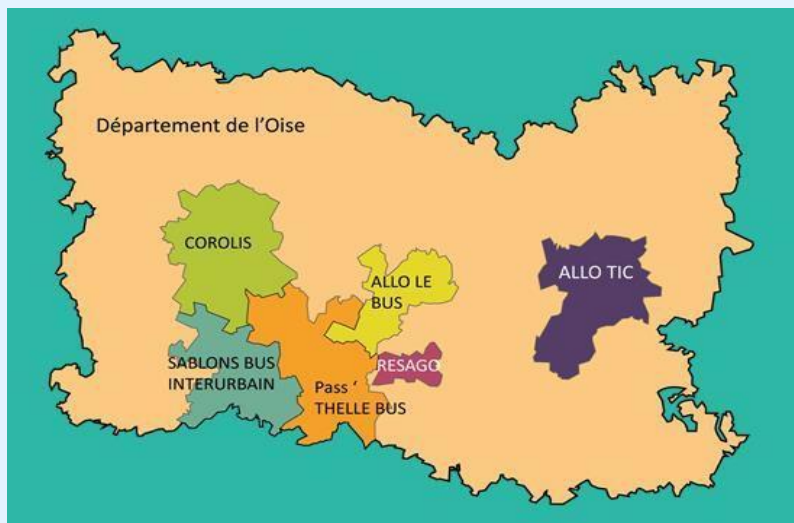 Département de l'Oise
COROLIS
ALLO LE
BUS
ALLO TIC
SABLONS BUS
INTERURBAIN
RESAGO
Pass '
THELLE BUS